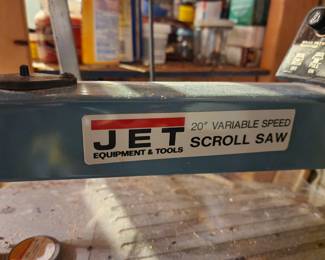 JET
EQUIPMENT & TOOLS
20" VARIABLE SPEED
SCROLL SAW